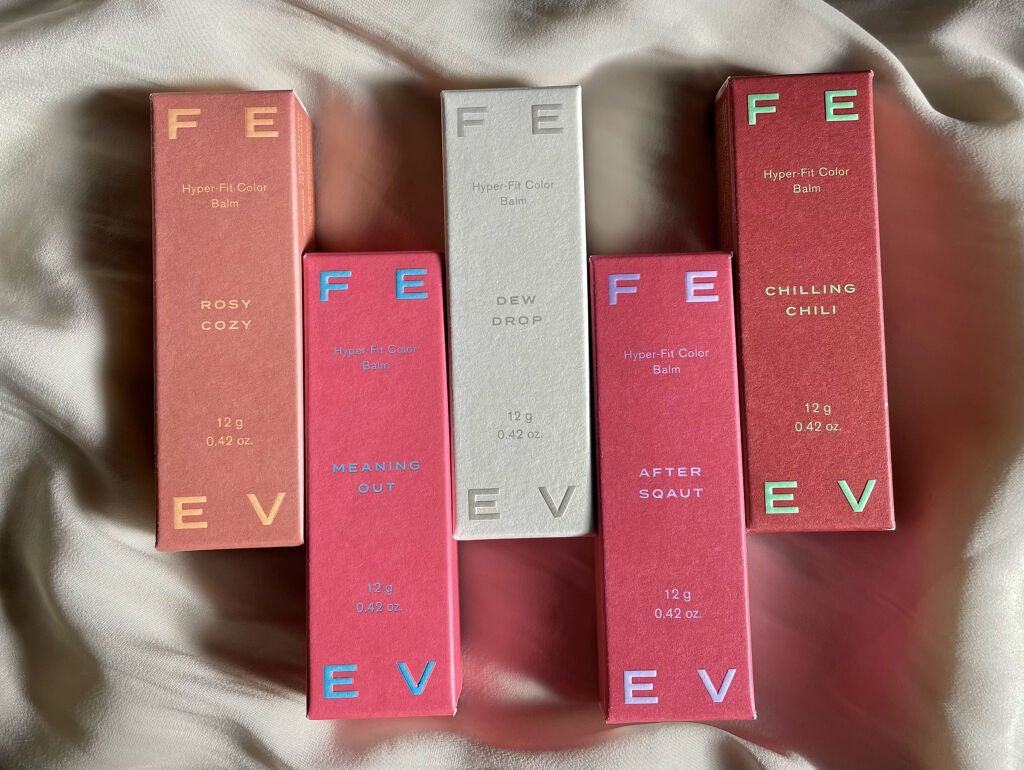 F E
Hyper-Fit Color
Balm
ROSY
COZY
12 g
0.42 oz.
E V
F E
Hyper-Fit Color
Balm
MEANING
OUT
12 g
0.42 oz.
E V
F E
Hyper-Fit Color
Balm
DEW
DROP
12 g
0.42 oz.
E V
F E
Hyper-Fit Color
Balm
AFTER
SQAUT
12 g
0.42 oz.
E V
F E
Hyper-Fit Color
Balm
CHILLING
CHILI
12 g
0.42 oz.
E V